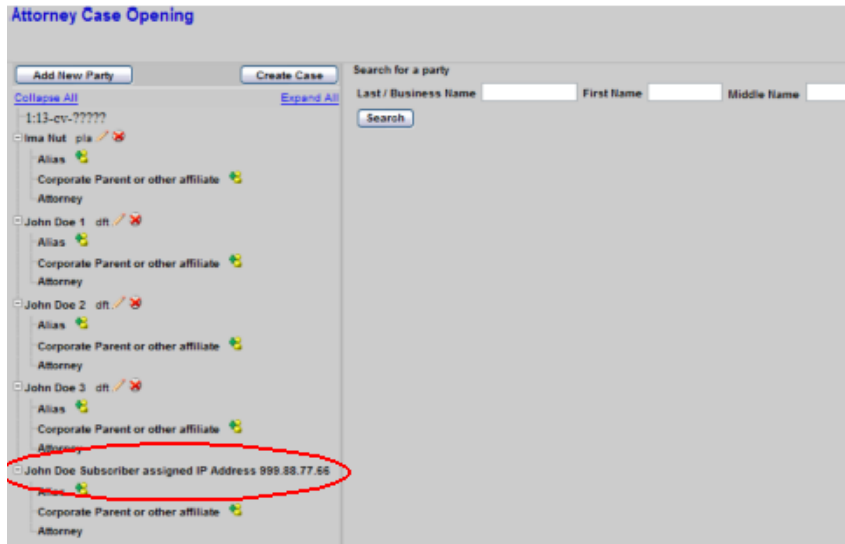 Attorney Case Opening
Add New Party Create Case
Collapse All Expand All
1:13-cv-?????
Ima Nut pla
Alias
Corporate Parent or other affiliate
Attorney
John Doe 1 dft
Alias
Corporate Parent or other affiliate
Attorney
John Doe 2 dft
Alias
Corporate Parent or other affiliate
Attorney
John Doe 3 dft
Alias
Corporate Parent or other affiliate
Attorney
John Doe Subscriber assigned IP Address 999.88.77.66
Alias
Corporate Parent or other affiliate
Attorney
Search for a party
Last / Business Name First Name Middle Name
Search